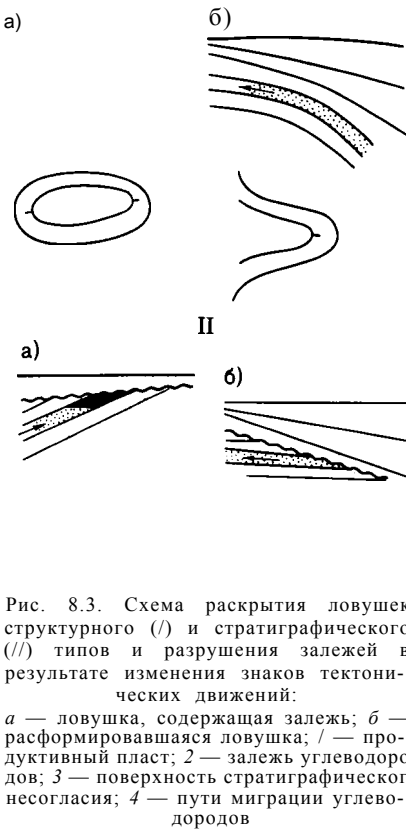 а)
б)
II
а)
б)
Рис. 8.3. Схема раскрытия ловушек
структурного (/) и стратиграфического
(//) типов и разрушения залежей в
результате изменения знаков тектони-
ческих движений:
а — ловушка, содержащая залежь; б —
расформировавшаяся ловушка; / — про-
дуктивный пласт; 2 — залежь углеводоро
дов; 3 — поверхность стратиграфическог
несогласия; 4 — пути миграции углево-
дородов